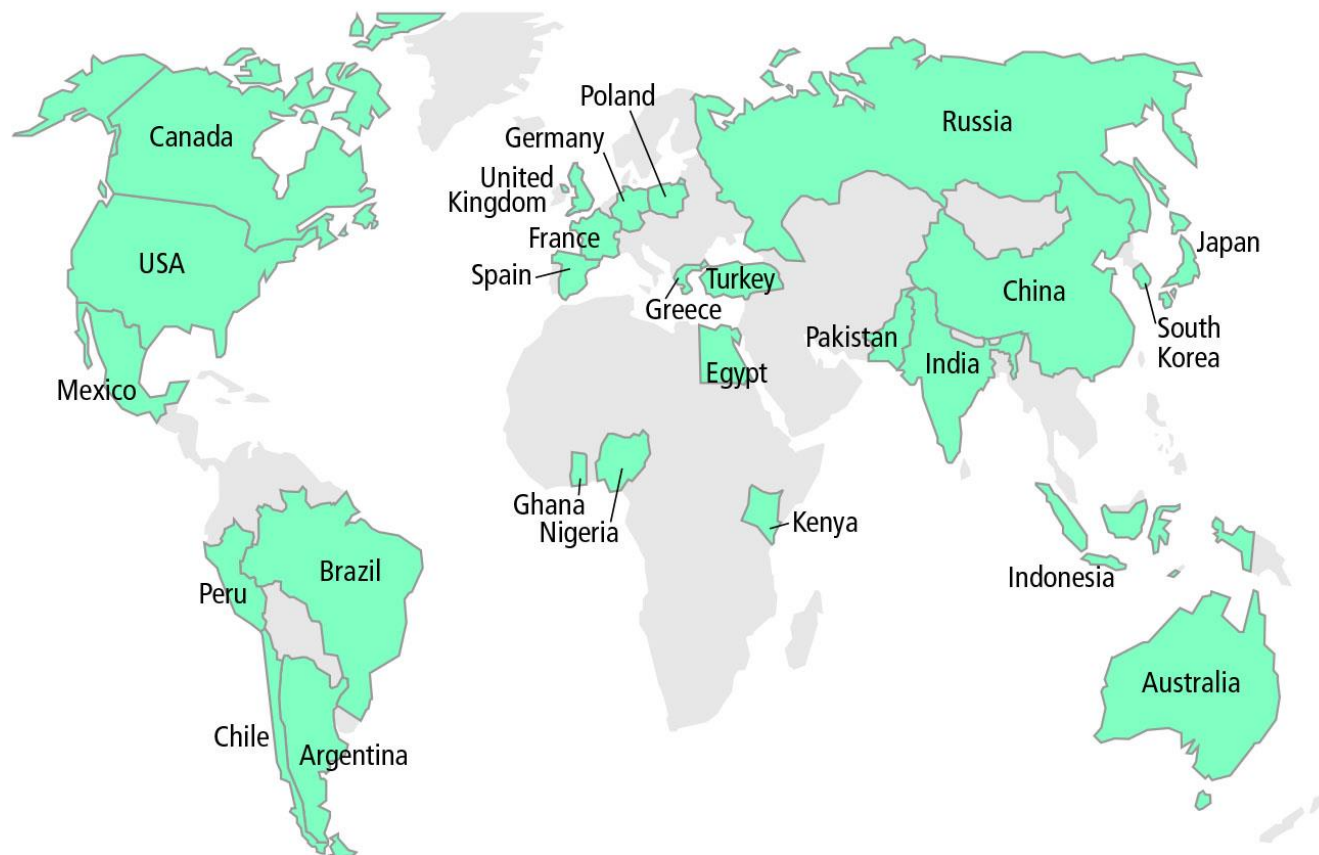 Poland
Russia
Canada
Germany
United
Kingdom
USA
France
Japan
Spain
Turkey
China
Greece
South
Korea
Pakistan
India
Mexico
Egypt
Ghana
Nigeria
Kenya
Brazil
Indonesia
Peru
Australia
Chile
Argentina